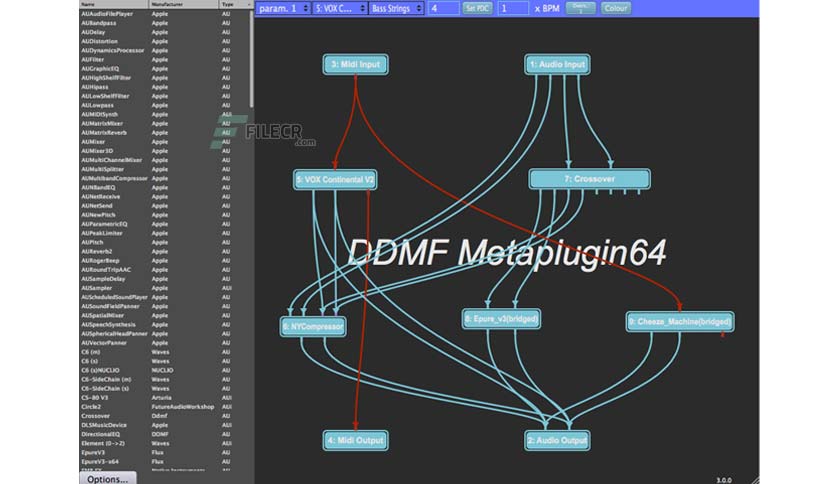 Name Manufacturer Type
AUAudioFilePlayer Apple AU
AUBandpass Apple AU
AUDelay Apple AU
AUDistortion Apple AU
AUDynamicsProcessor Apple AU
AUFilter Apple AU
AUGraphicEQ Apple AU
AUHighShelfFilter Apple AU
AUHipass Apple AU
AULowShelfFilter Apple AU
AULowpass Apple AU
AUMIDISynth Apple AUI
AUMatrixMixer Apple AU
AUMatrixReverb Apple AU
AUMixer Apple AU
AUMixer3D Apple AU
AUMultiChannelMixer Apple AU
AUMultiSplitter Apple AU
AUMultibandCompressor Apple AU
AUNBandEQ Apple AU
AUNetReceive Apple AU
AUNetSend Apple AU
AUNewPitch Apple AU
AUParametricEQ Apple AU
AUPeakLimiter Apple AU
AUPitch Apple AU
AUReverb2 Apple AU
AURogerBeep Apple AU
AURoundTripAAC Apple AU
AUSampleDelay Apple AU
AUSampler Apple AUI
AUScheduledSoundPlayer Apple AU
AUSoundFieldPanner Apple AU
AUSpatialMixer Apple AU
AUSpeechSynthesis Apple AU
AUSphericalHeadPanner Apple AU
AUVectorPanner Apple AU
C6 (m) Waves AU
C6 (s) Waves AU
C6 (s)NUCLIO NUCLIO AU
C6-SideChain (m) Waves AU
C6-SideChain (s) Waves AU
CS-80 V3 Arturia AUI
Circle2 FutureAudioWorkshop AUI
Crossover Ddmf AU
DLSMusicDevice Apple AUI
DirectionalEQ DDMF AU
Element (0->2) Waves AUI
EpureV3 Flux AU
EpureV3-x64 Flux AU
Options...
param. 1 5: VOX C... Bass Strings 4 Set PDC 1 x BPM Colour
3: Midi Input
1: Audio Input
FILECR
.com
5: VOX Continental V2
7: Crossover
DDMF Metaplugin64
6: NYCompressor
8: Epure_v3(bridged)
9: Cheeze_Machine(bridged)
4: Midi Output
2: Audio Output
3.0.0